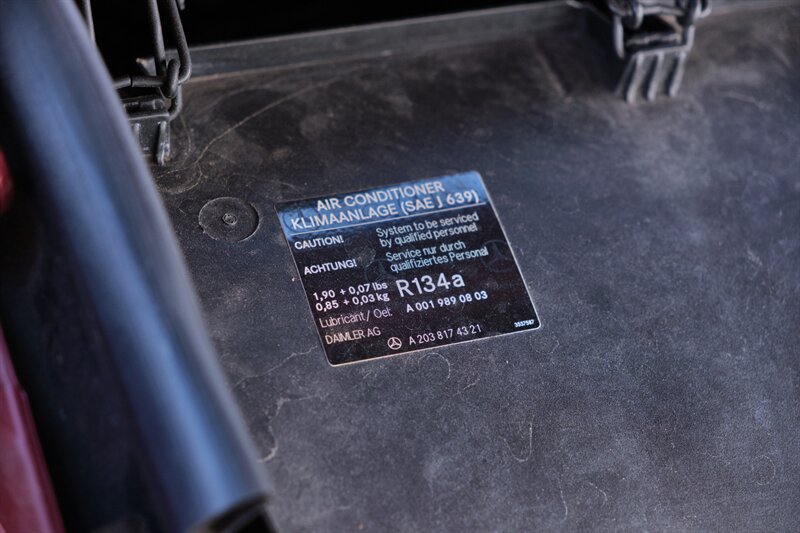 AIR CONDITIONER
KLIMAANLAGE (SAE J 639)
CAUTION! System to be serviced
by qualified personnel
ACHTUNG! Service nur durch
qualifiziertes Personal
1,90 + 0,07 lbs R134a
0,85 + 0,03 kg
Lubricant / Oel: A 001 989 08 03
DAIMLER AG A 203 817 43 21
3537587